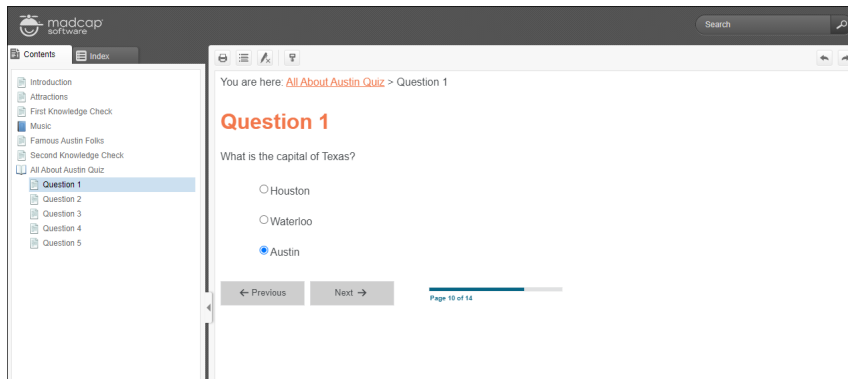 madcap
software
Search
Contents
Index
Introduction
Attractions
First Knowledge Check
Music
Famous Austin Folks
Second Knowledge Check
All About Austin Quiz
Question 1
Question 2
Question 3
Question 4
Question 5
You are here: All About Austin Quiz > Question 1
Question 1
What is the capital of Texas?
Houston
Waterloo
Austin
← Previous
Next →
Page 10 of 14